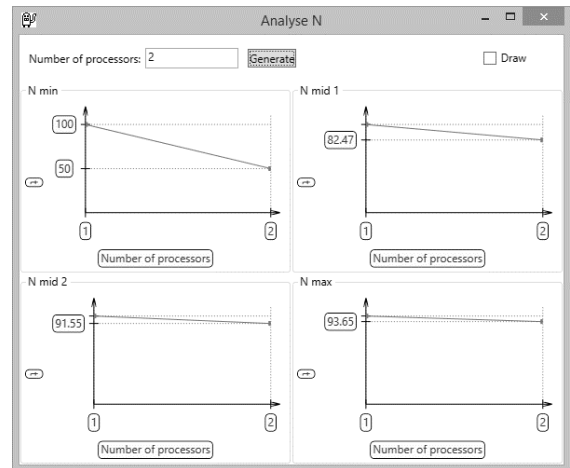 Analyse N
Number of processors: 2 Generate Draw
N min
100
50
1 2
Number of processors
N mid 1
82.47
1 2
Number of processors
N mid 2
91.55
1 2
Number of processors
N max
93.65
1 2
Number of processors